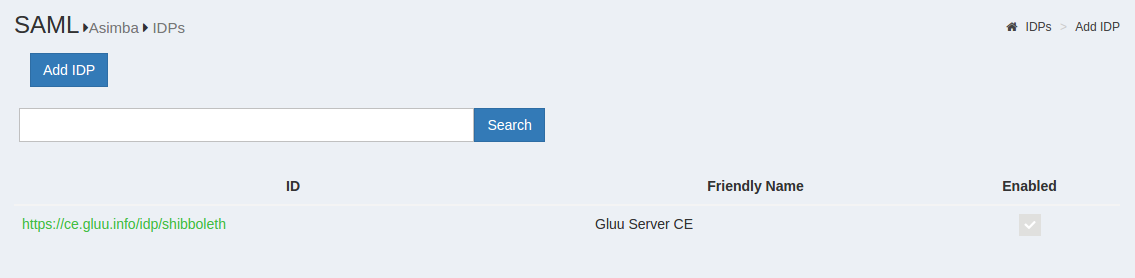 SAML Asimba IDPs
IDPs > Add IDP
Add IDP
Search
ID Friendly Name Enabled
https://ce.gluu.info/idp/shibboleth Gluu Server CE